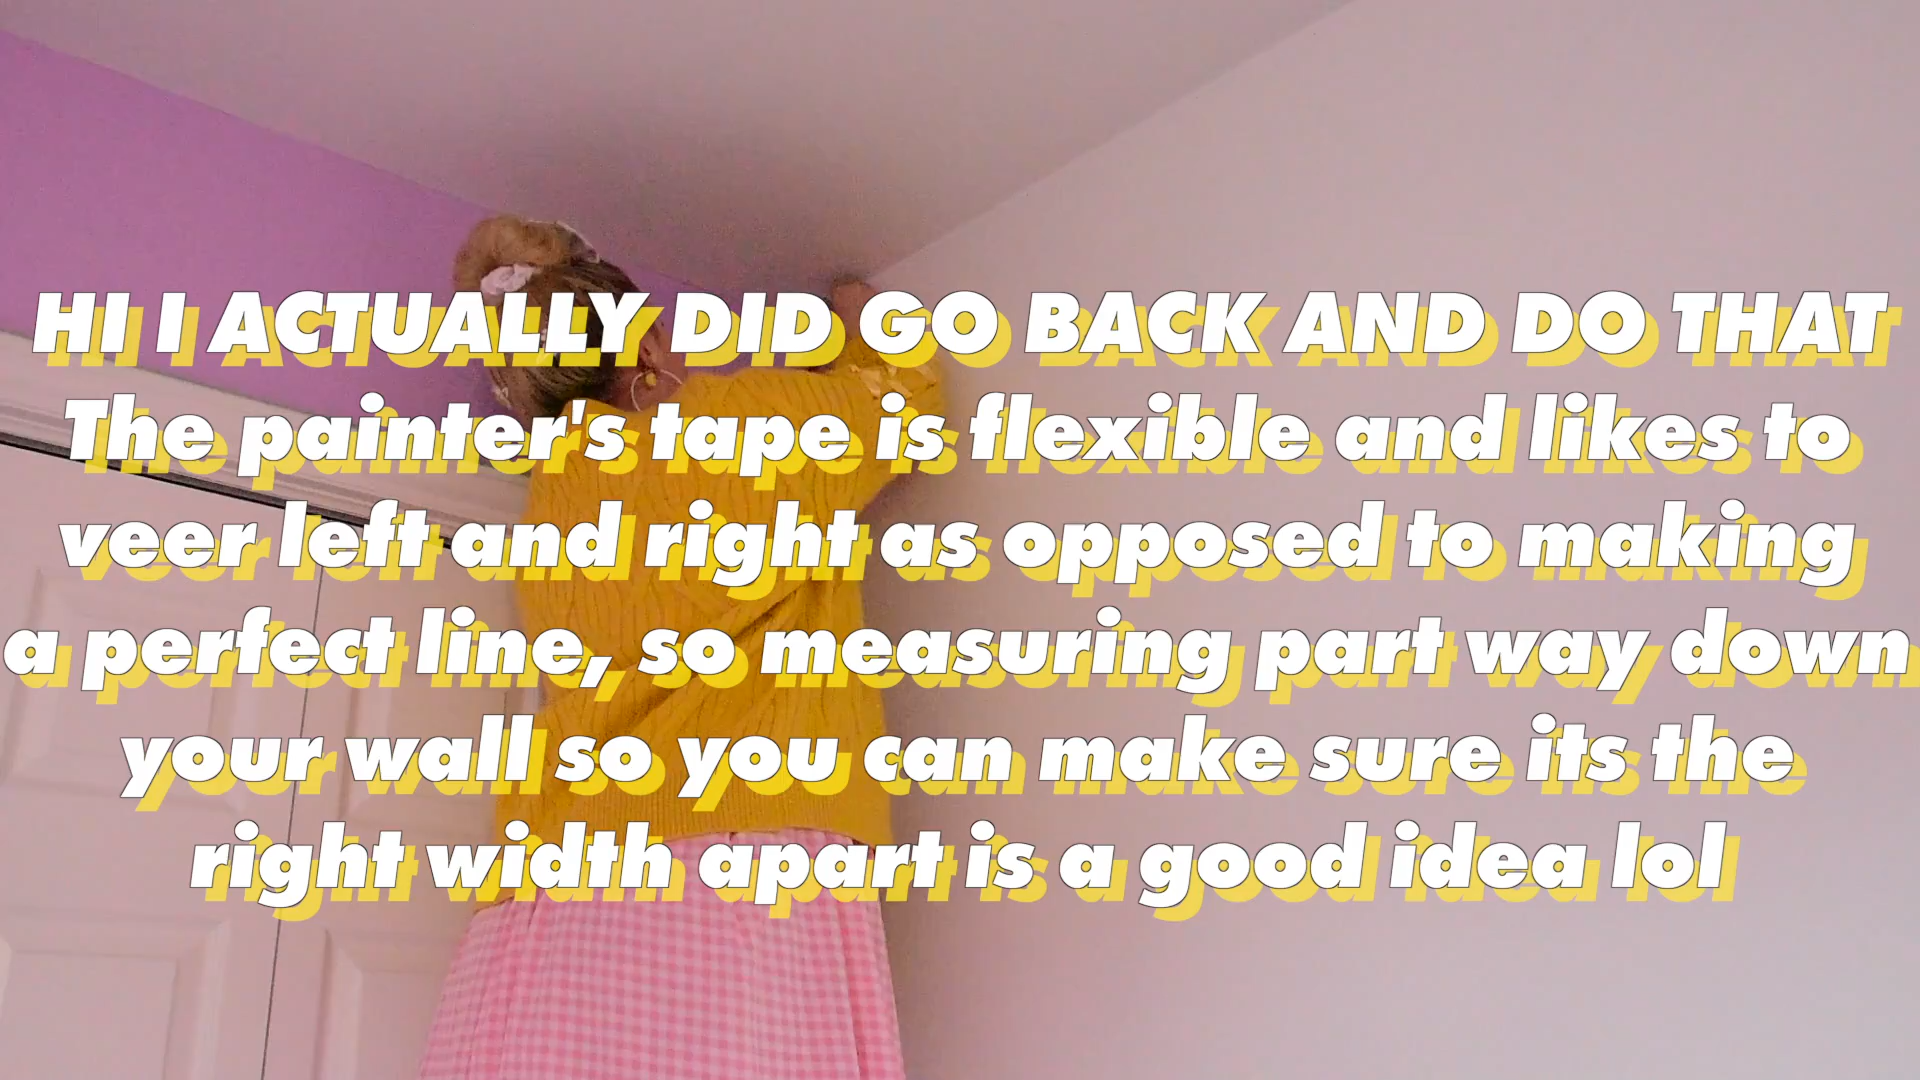 HI I ACTUALLY DID GO BACK AND DO THAT
The painter's tape is flexible and likes to
veer left and right as opposed to making
a perfect line, so measuring part way down
your wall so you can make sure its the
right width apart is a good idea lol